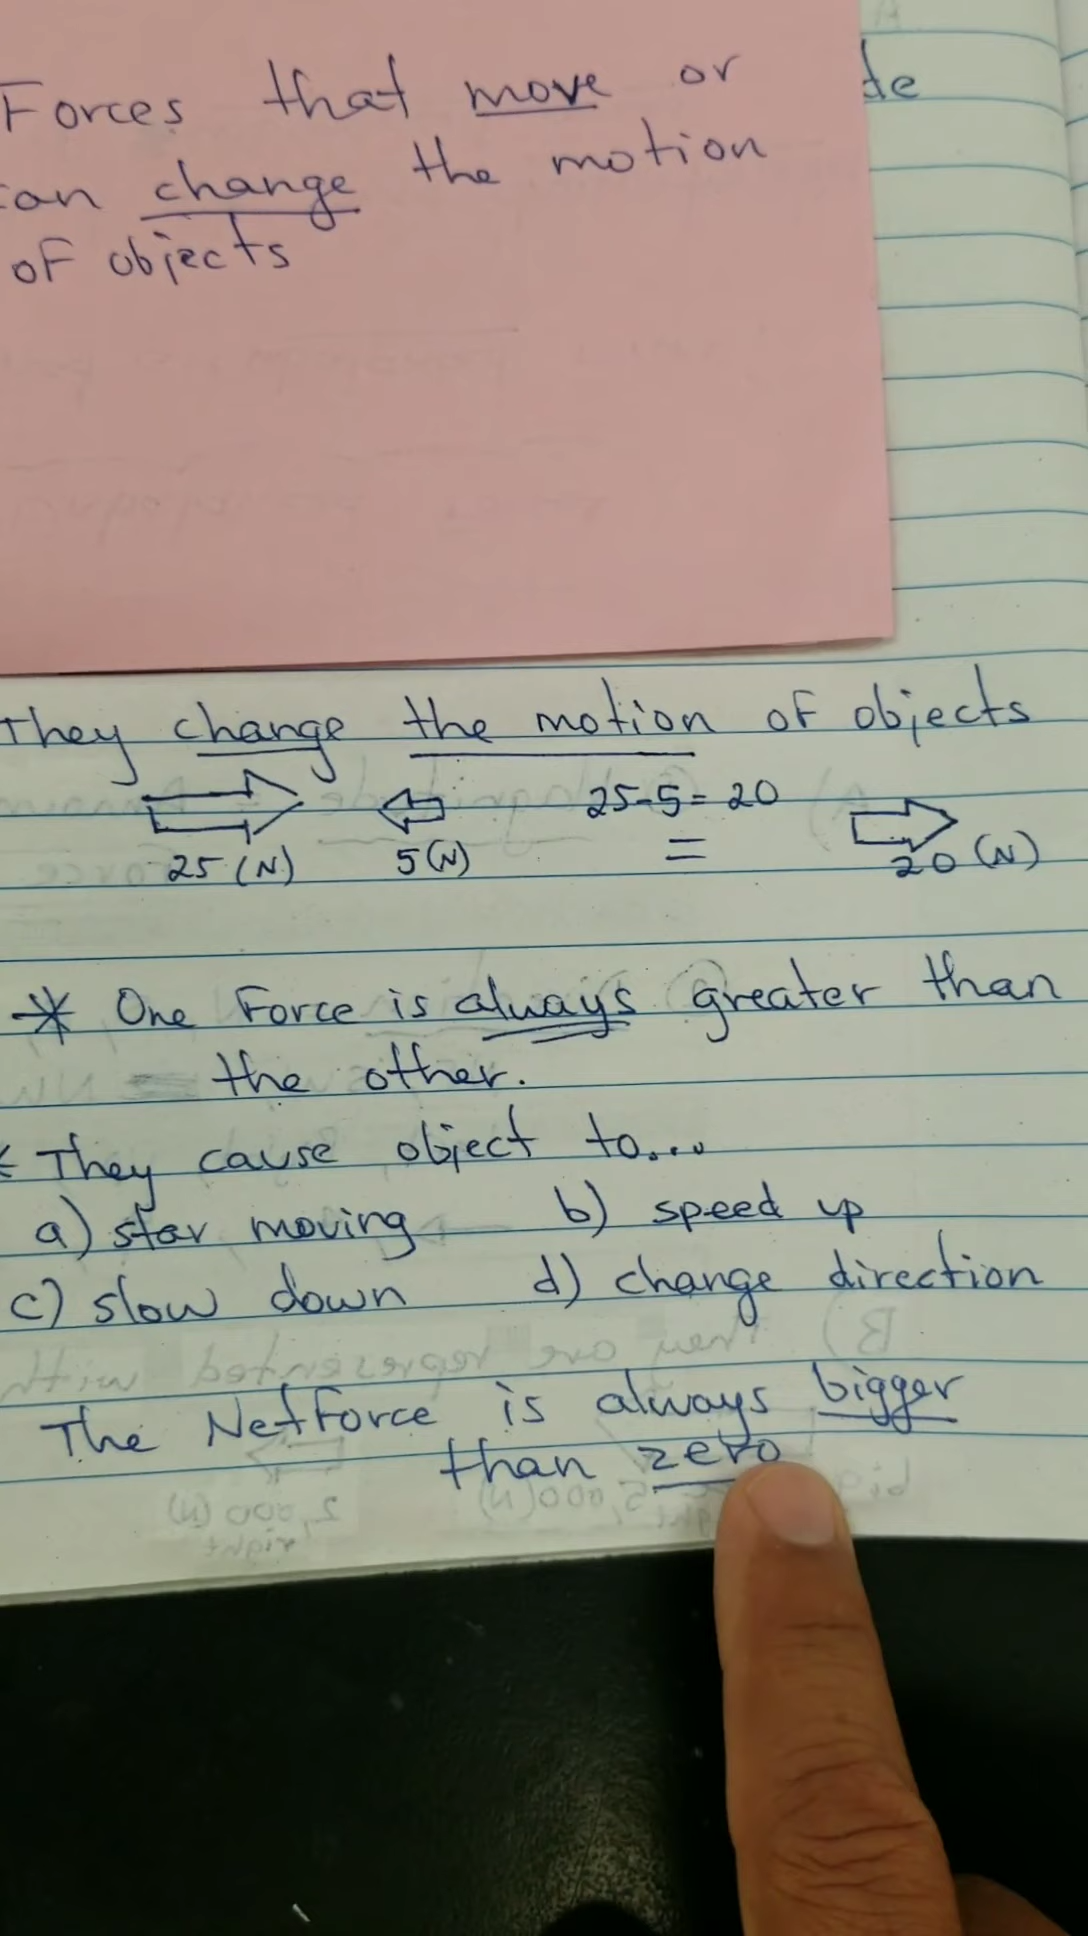 Forces that move or
can change the motion
of objects
de
They change the motion of objects
25-5=20
25 (N) 5(N) = 20 (N)
* One Force is always greater than
the other.
* They cause object to...
a) star moving b) speed up
c) slow down d) change direction
The NetForce is always bigger
than zero